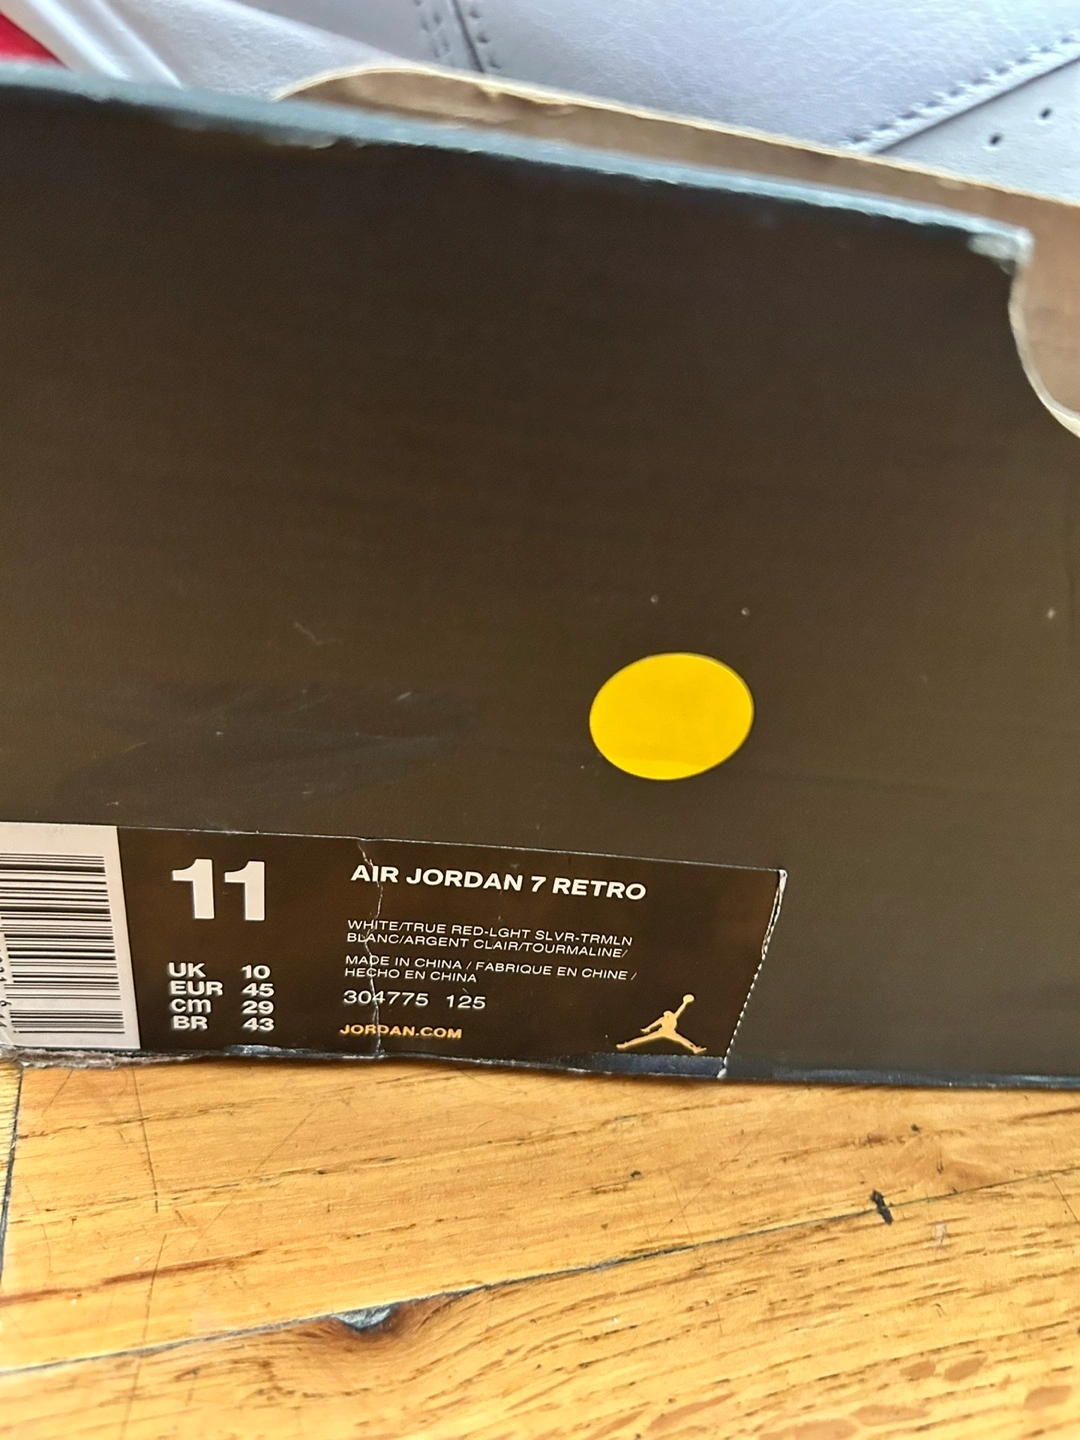 11
UK 10
EUR 45
cm 29
BR 43
AIR JORDAN 7 RETRO
WHITE/TRUE RED-LGHT SLVR-TRMLN
BLANC/ARGENT CLAIR/TOURMALINE/
MADE IN CHINA / FABRIQUE EN CHINE /
HECHO EN CHINA
304775 125
JORDAN.COM